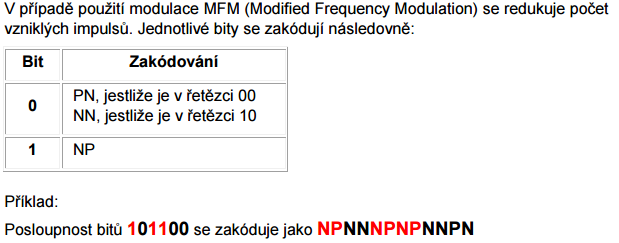 V případě použití modulace MFM (Modified Frequency Modulation) se redukuje počet
vzniklých impulsů. Jednotlivé bity se zakódují následovně:
Bit Zakódování
0 PN, jestliže je v řetězci 00
NN, jestliže je v řetězci 10
1 NP
Příklad:
Posloupnost bitů 101100 se zakóduje jako NPNNNPNPNNPN